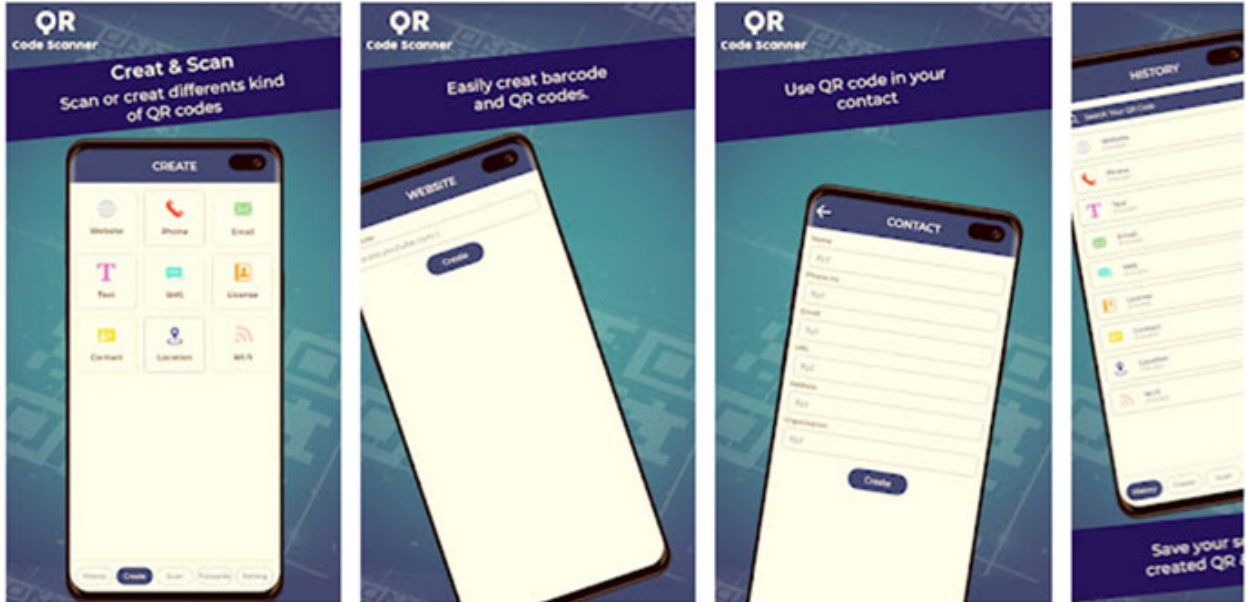 QR
Code Scanner
Creat & Scan
Scan or creat differents kind
of QR codes
CREATE
Website
Phone
Email
Text
SMS
License
Contact
Location
Wi-fi
History
Create
Scan
Favourite
Setting
QR
Code Scanner
Easily creat barcode
and QR codes.
WEBSITE
Create
QR
Code Scanner
Use QR code in your
contact
CONTACT
Name
Phone no
Email
URL
Address
Organization
Create
HISTORY
Search Your QR Code
Website
Phone
Text
Email
SMS
License
Contact
Location
Wi-fi
History
Create
Scan
Save your
created QR &